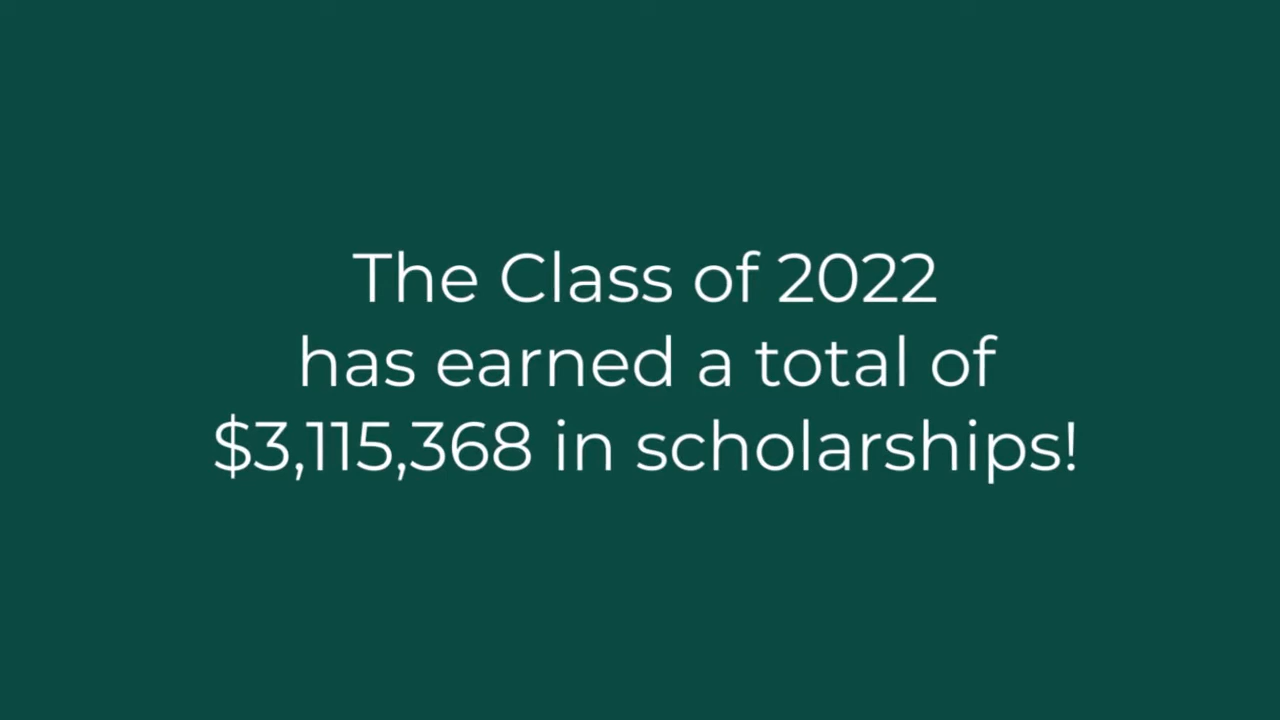 The Class of 2022
has earned a total of
$3,115,368 in scholarships!